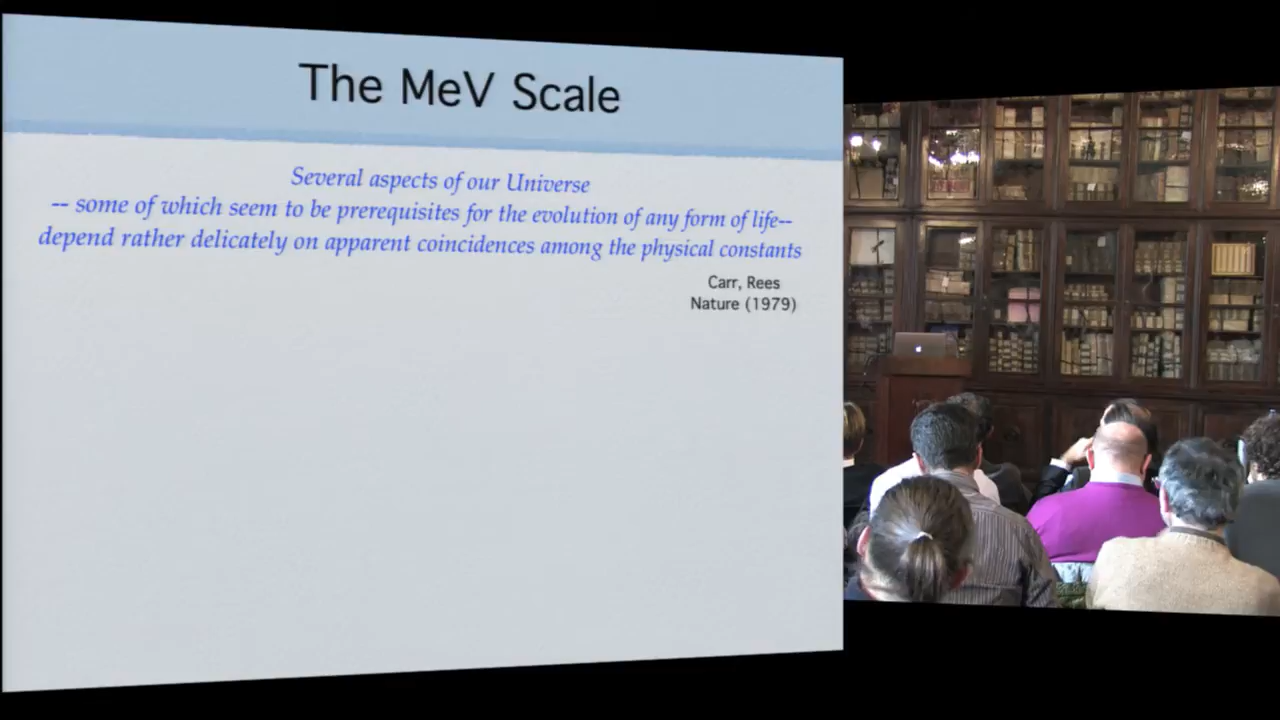 The MeV Scale
Several aspects of our Universe
-- some of which seem to be prerequisites for the evolution of any form of life--
depend rather delicately on apparent coincidences among the physical constants
Carr, Rees
Nature (1979)